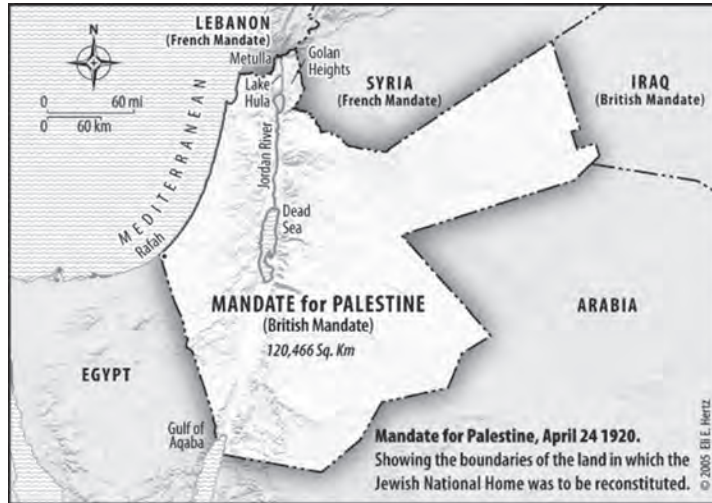 LEBANON
(French Mandate)
Metulla
Golan
Heights
N
0 60 mi
0 60 km
Lake
Hula
SYRIA
(French Mandate)
IRAQ
(British Mandate)
MEDITERRANEAN
Jordan River
Rafah
Dead
Sea
MANDATE for PALESTINE
(British Mandate)
120,466 Sq. Km
ARABIA
EGYPT
Gulf of
Aqaba
Mandate for Palestine, April 24 1920.
Showing the boundaries of the land in which the
Jewish National Home was to be reconstituted.
© 2005 Eli E. Hertz